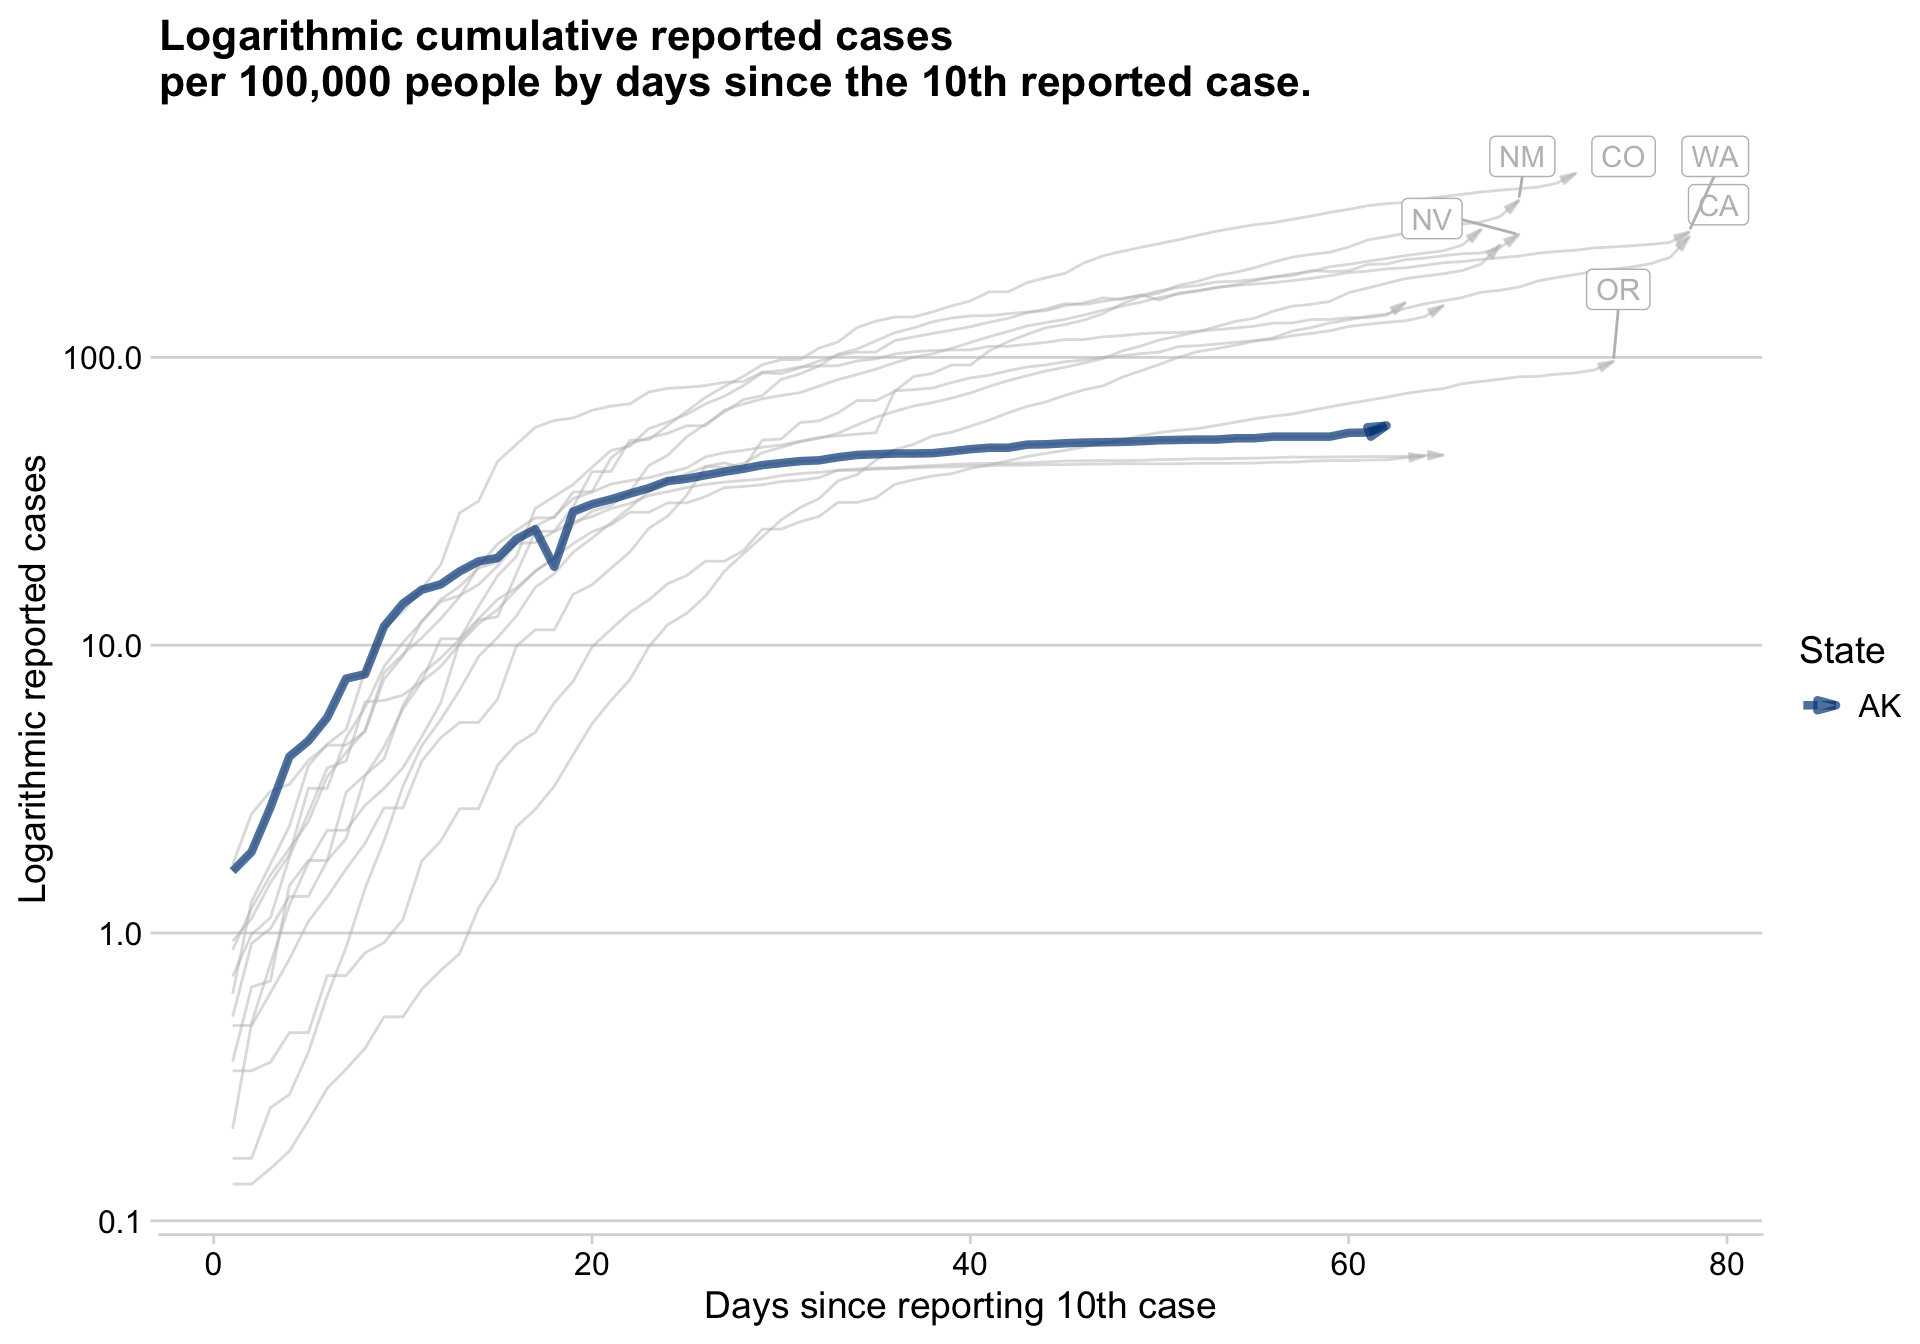 Logarithmic cumulative reported cases
per 100,000 people by days since the 10th reported case.
NM
CO
WA
CA
NV
OR
100.0
10.0
1.0
0.1
Logarithmic reported cases
0
20
40
60
80
Days since reporting 10th case
State
AK